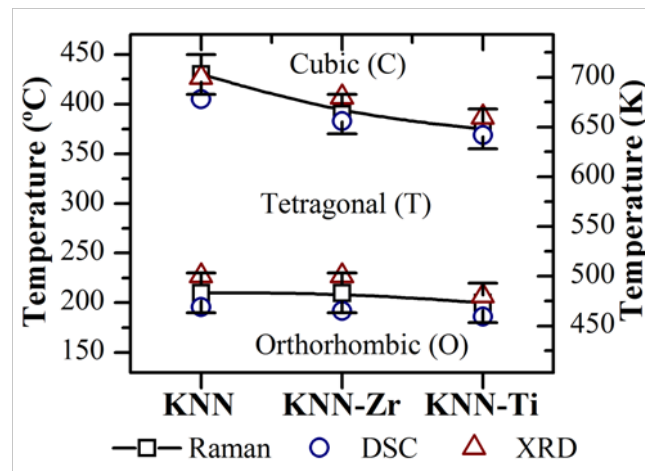 Temperature (ºC)
450
400
350
300
250
200
150
Cubic (C)
Tetragonal (T)
Orthorhombic (O)
700
650
600
550
500
450
Temperature (K)
KNN KNN-Zr KNN-Ti
Raman DSC XRD